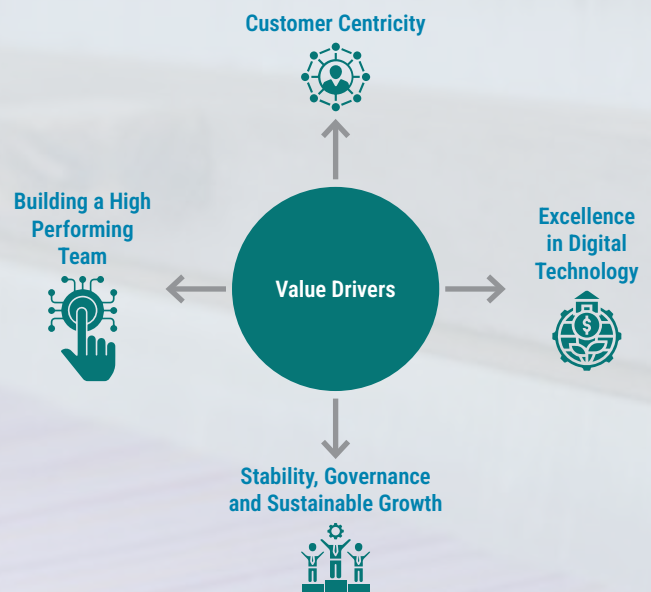 Customer Centricity
Building a High
Performing
Team
Excellence
in Digital
Technology
Value Drivers
$
Stability, Governance
and Sustainable Growth